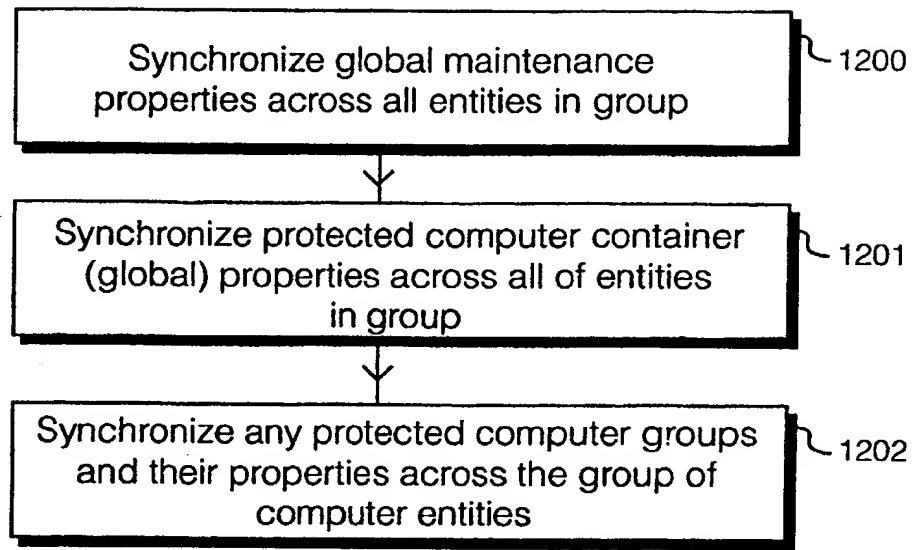 Synchronize global maintenance
properties across all entities in group
1200
Synchronize protected computer container
(global) properties across all of entities
in group
1201
Synchronize any protected computer groups
and their properties across the group of
computer entities
1202